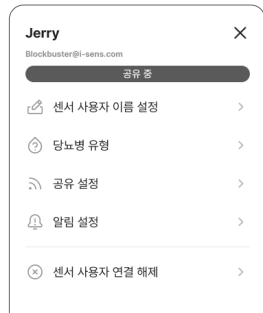 Jerry
Blockbuster@i-sens.com
공유 중
센서 사용자 이름 설정
당뇨병 유형
공유 설정
알림 설정
센서 사용자 연결 해제